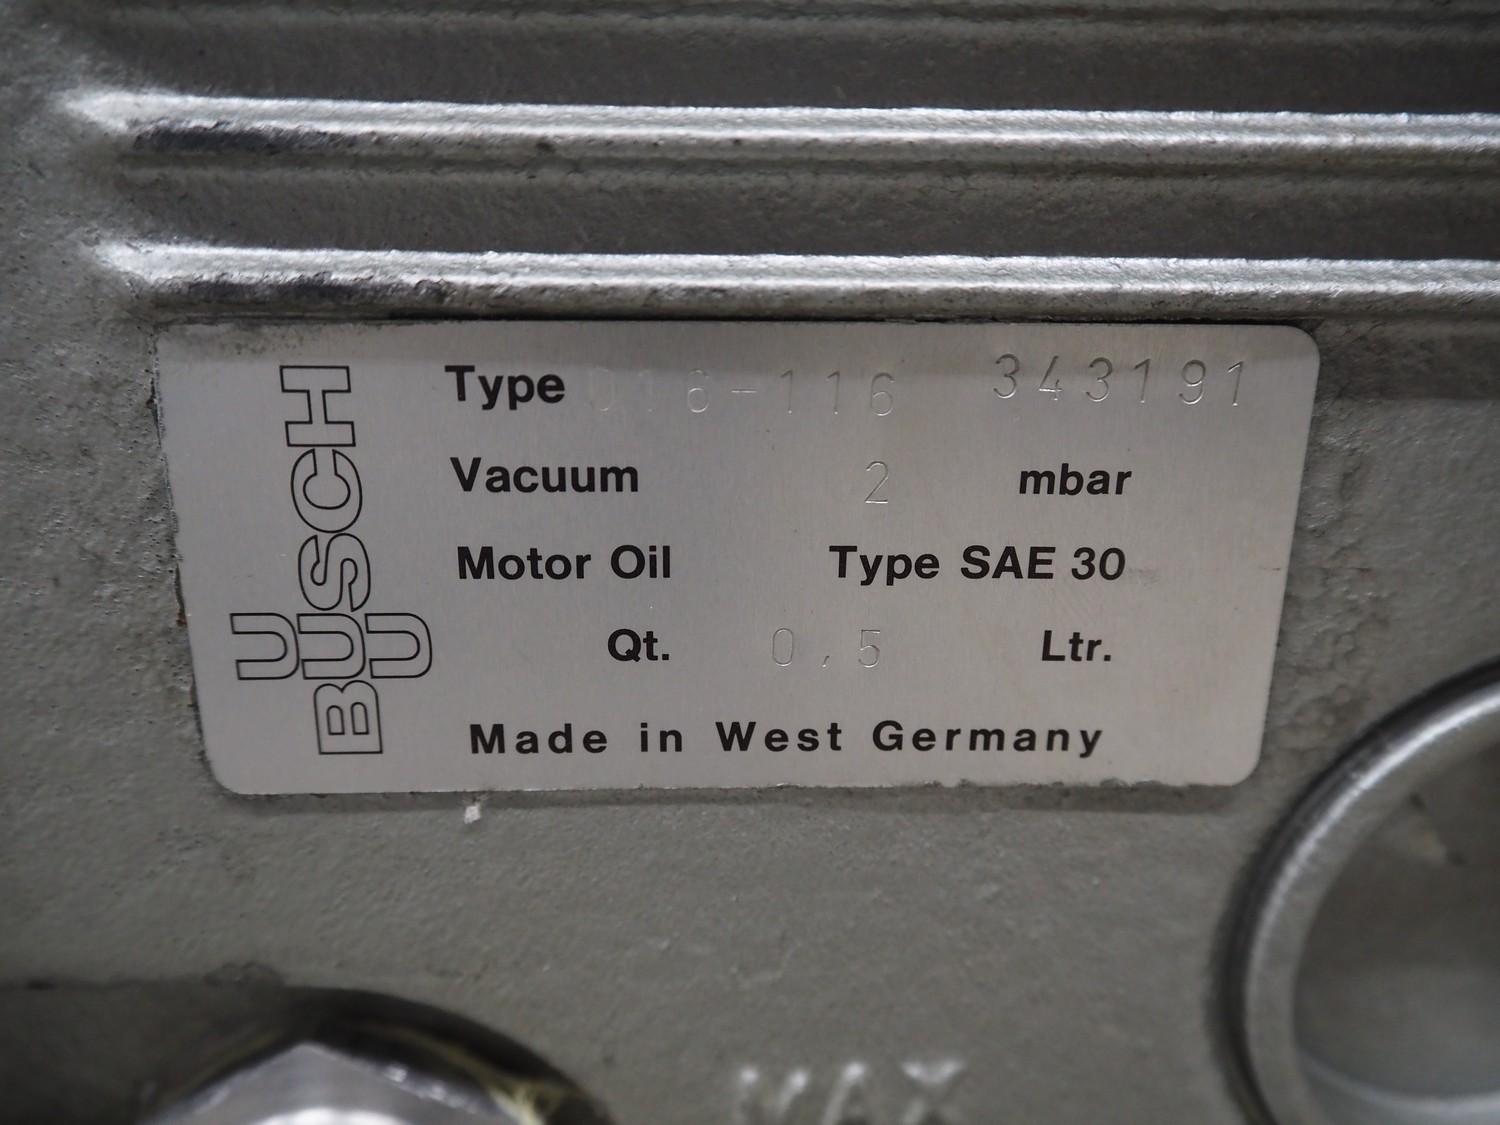 BUSCH
U U
Type 016-116 343191
Vacuum 2 mbar
Motor Oil Type SAE 30
Qt. 0,5 Ltr.
Made in West Germany
MAX